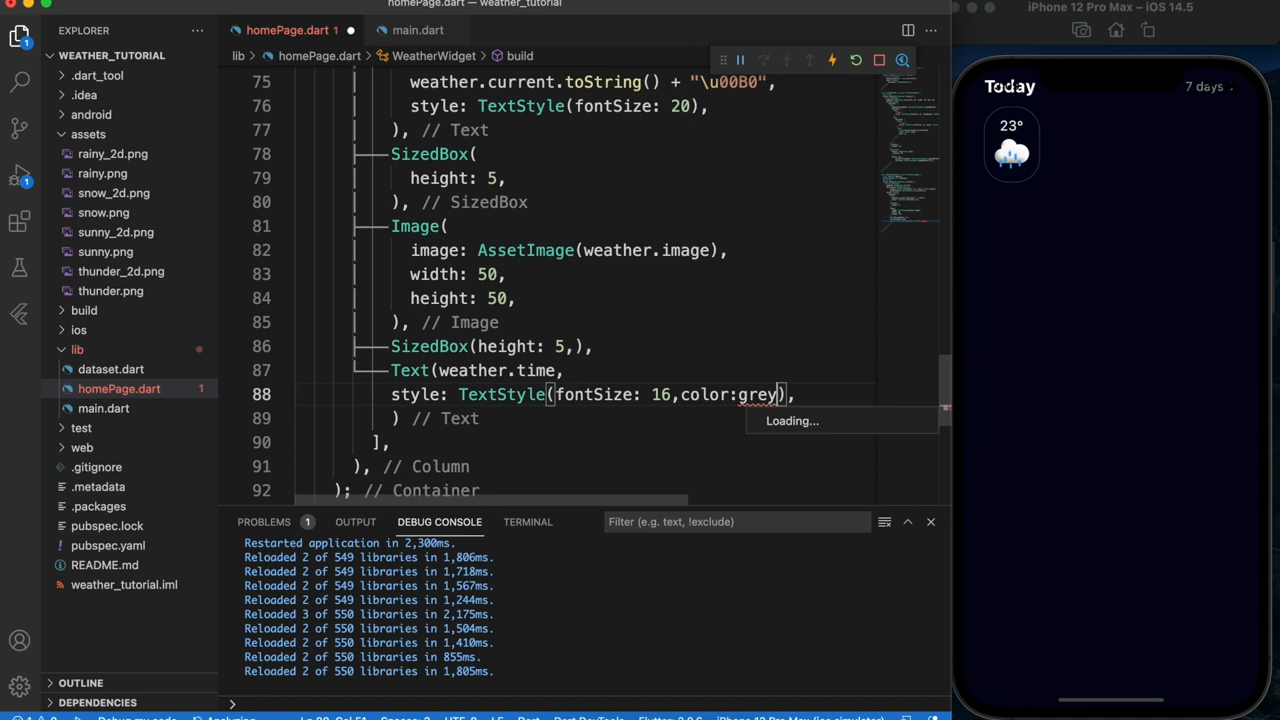 homePage.dart — weather_tutorial
iPhone 12 Pro Max – iOS 14.5
EXPLORER
homePage.dart 1
main.dart
lib > homePage.dart > WeatherWidget > build
WEATHER_TUTORIAL
.dart_tool
.idea
android
assets
rainy_2d.png
rainy.png
snow_2d.png
snow.png
sunny_2d.png
sunny.png
thunder_2d.png
thunder.png
build
ios
lib
dataset.dart
homePage.dart 1
main.dart
test
web
.gitignore
.metadata
.packages
pubspec.lock
pubspec.yaml
README.md
weather_tutorial.iml
OUTLINE
DEPENDENCIES
1
1
75 weather.current.toString() + "\u00B0",
76 style: TextStyle(fontSize: 20),
77 ), // Text
78 SizedBox(
79 height: 5,
80 ), // SizedBox
81 Image(
82 image: AssetImage(weather.image),
83 width: 50,
84 height: 50,
85 ), // Image
86 SizedBox(height: 5,),
87 Text(weather.time,
88 style: TextStyle(fontSize: 16,color:grey),
Loading...
89 ) // Text
90 ],
91 ), // Column
92 ); // Container
PROBLEMS 1 OUTPUT DEBUG CONSOLE TERMINAL
Filter (e.g. text, !exclude)
Restarted application in 2,300ms.
Reloaded 2 of 549 libraries in 1,806ms.
Reloaded 2 of 549 libraries in 1,718ms.
Reloaded 2 of 549 libraries in 1,567ms.
Reloaded 2 of 549 libraries in 1,244ms.
Reloaded 3 of 550 libraries in 2,175ms.
Reloaded 2 of 550 libraries in 1,504ms.
Reloaded 2 of 550 libraries in 1,410ms.
Reloaded 2 of 550 libraries in 855ms.
Reloaded 2 of 550 libraries in 1,805ms.
Today
7 days
23°